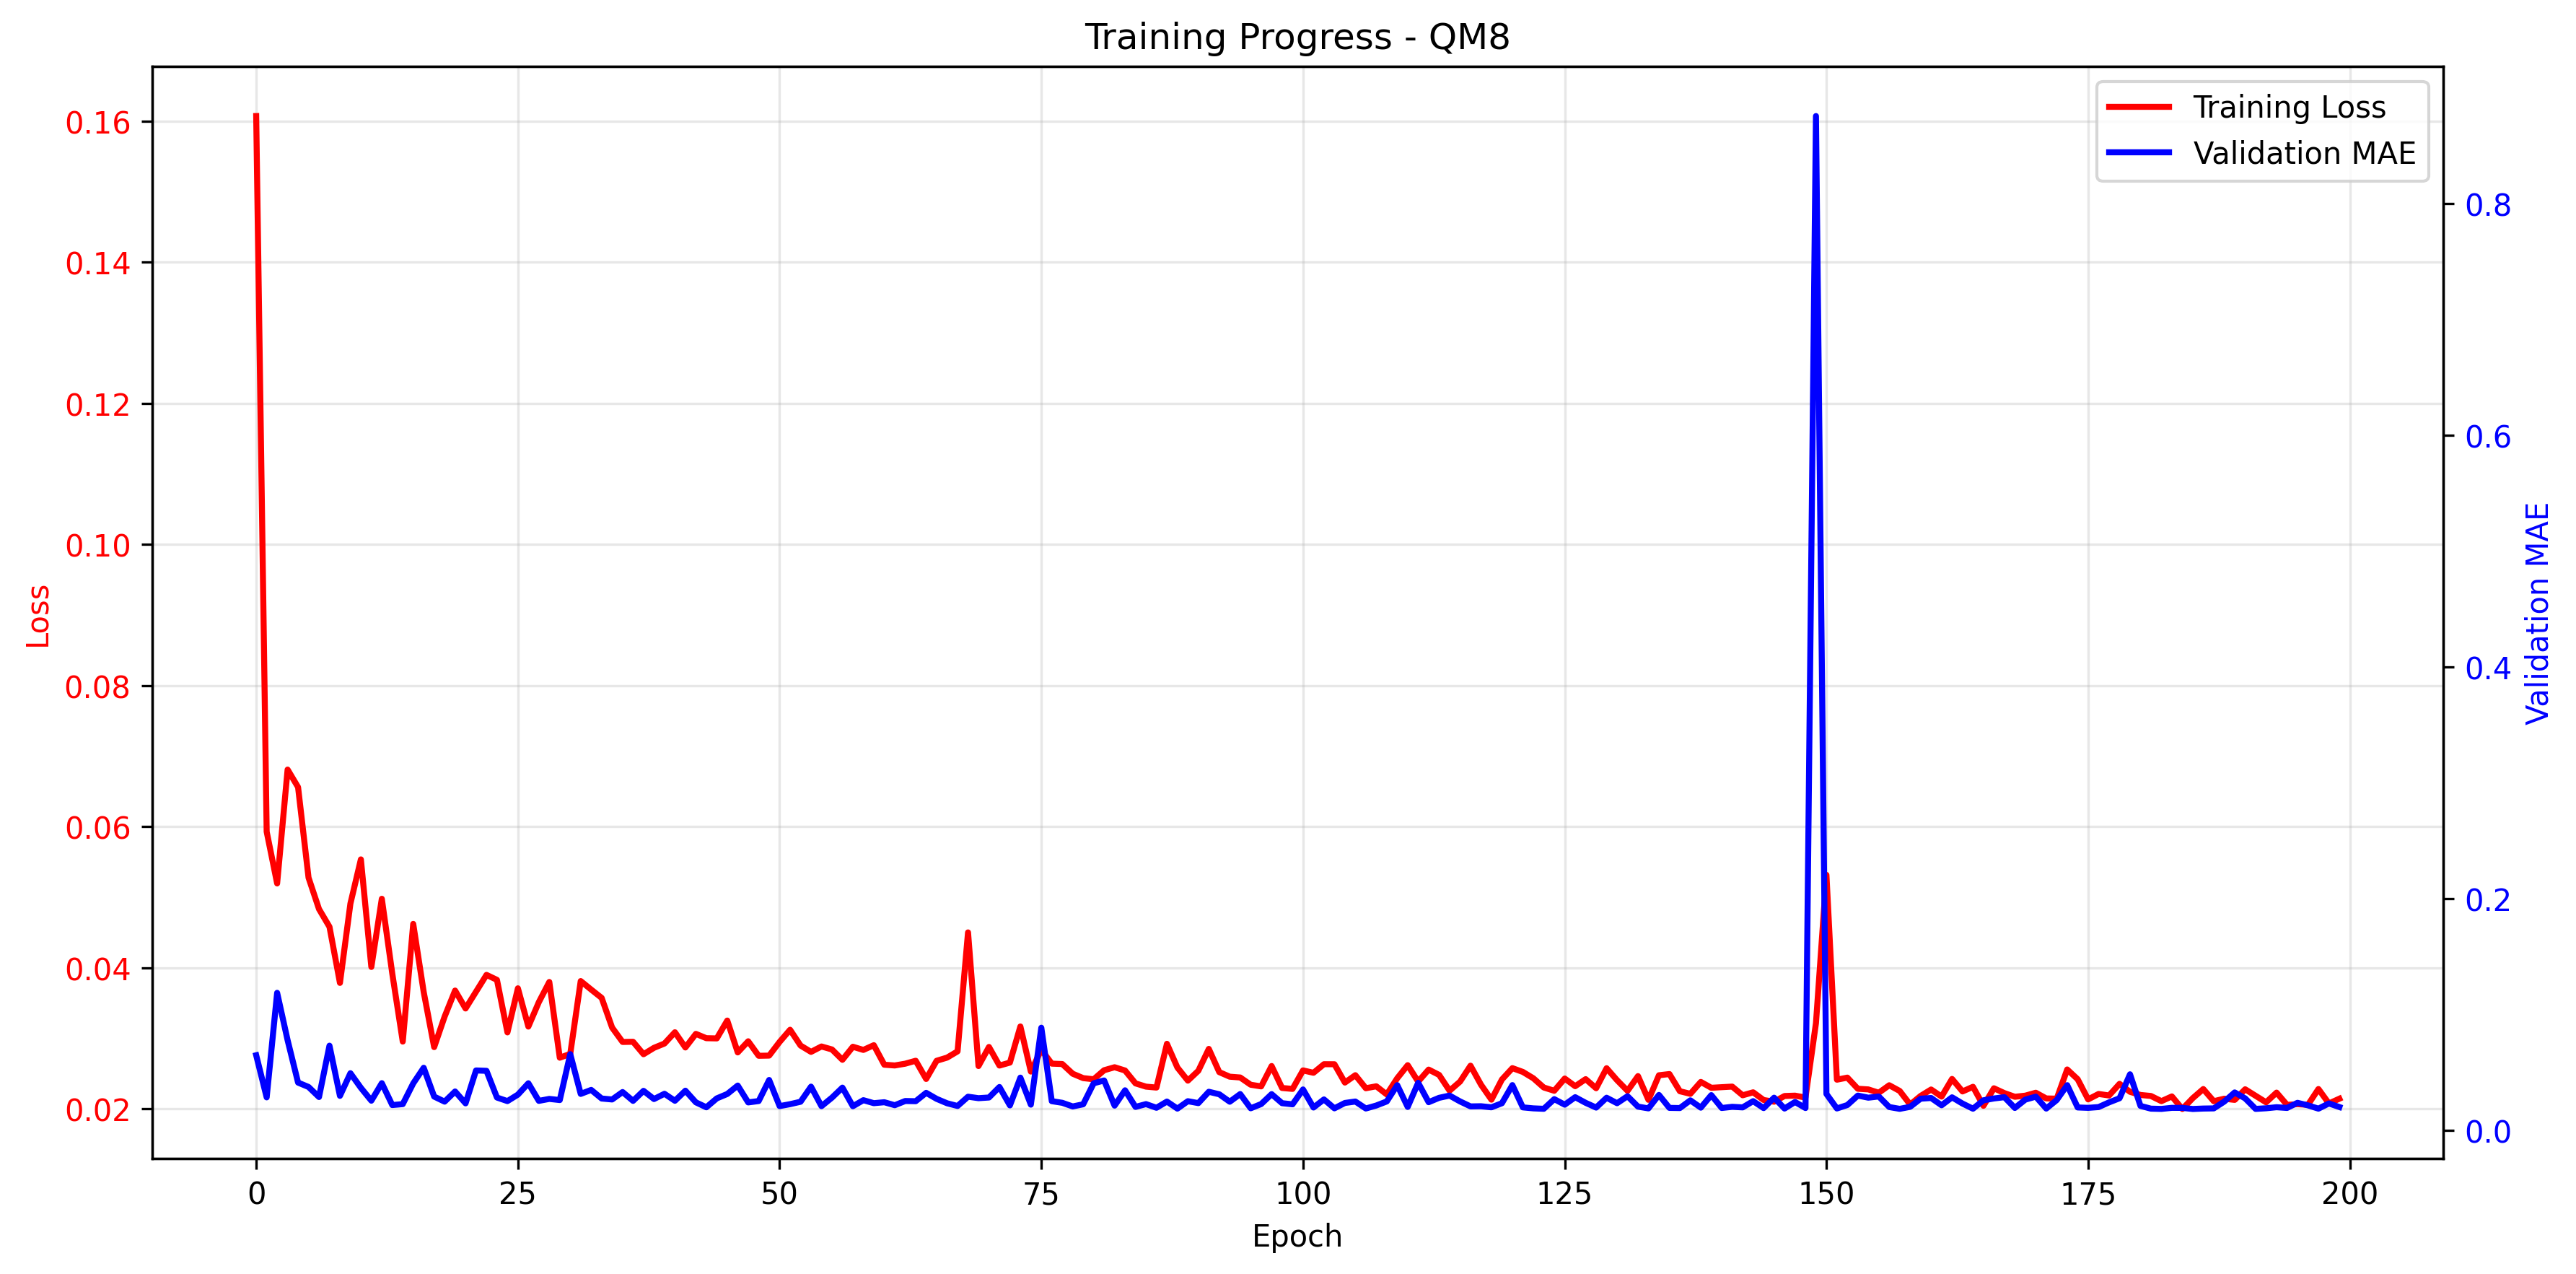 Training Progress - QM8
Training Loss
Validation MAE
0.16
0.14
0.12
0.10
0.08
0.06
0.04
0.02
Loss
0.8
0.6
0.4
0.2
0.0
Validation MAE
0 25 50 75 100 125 150 175 200
Epoch